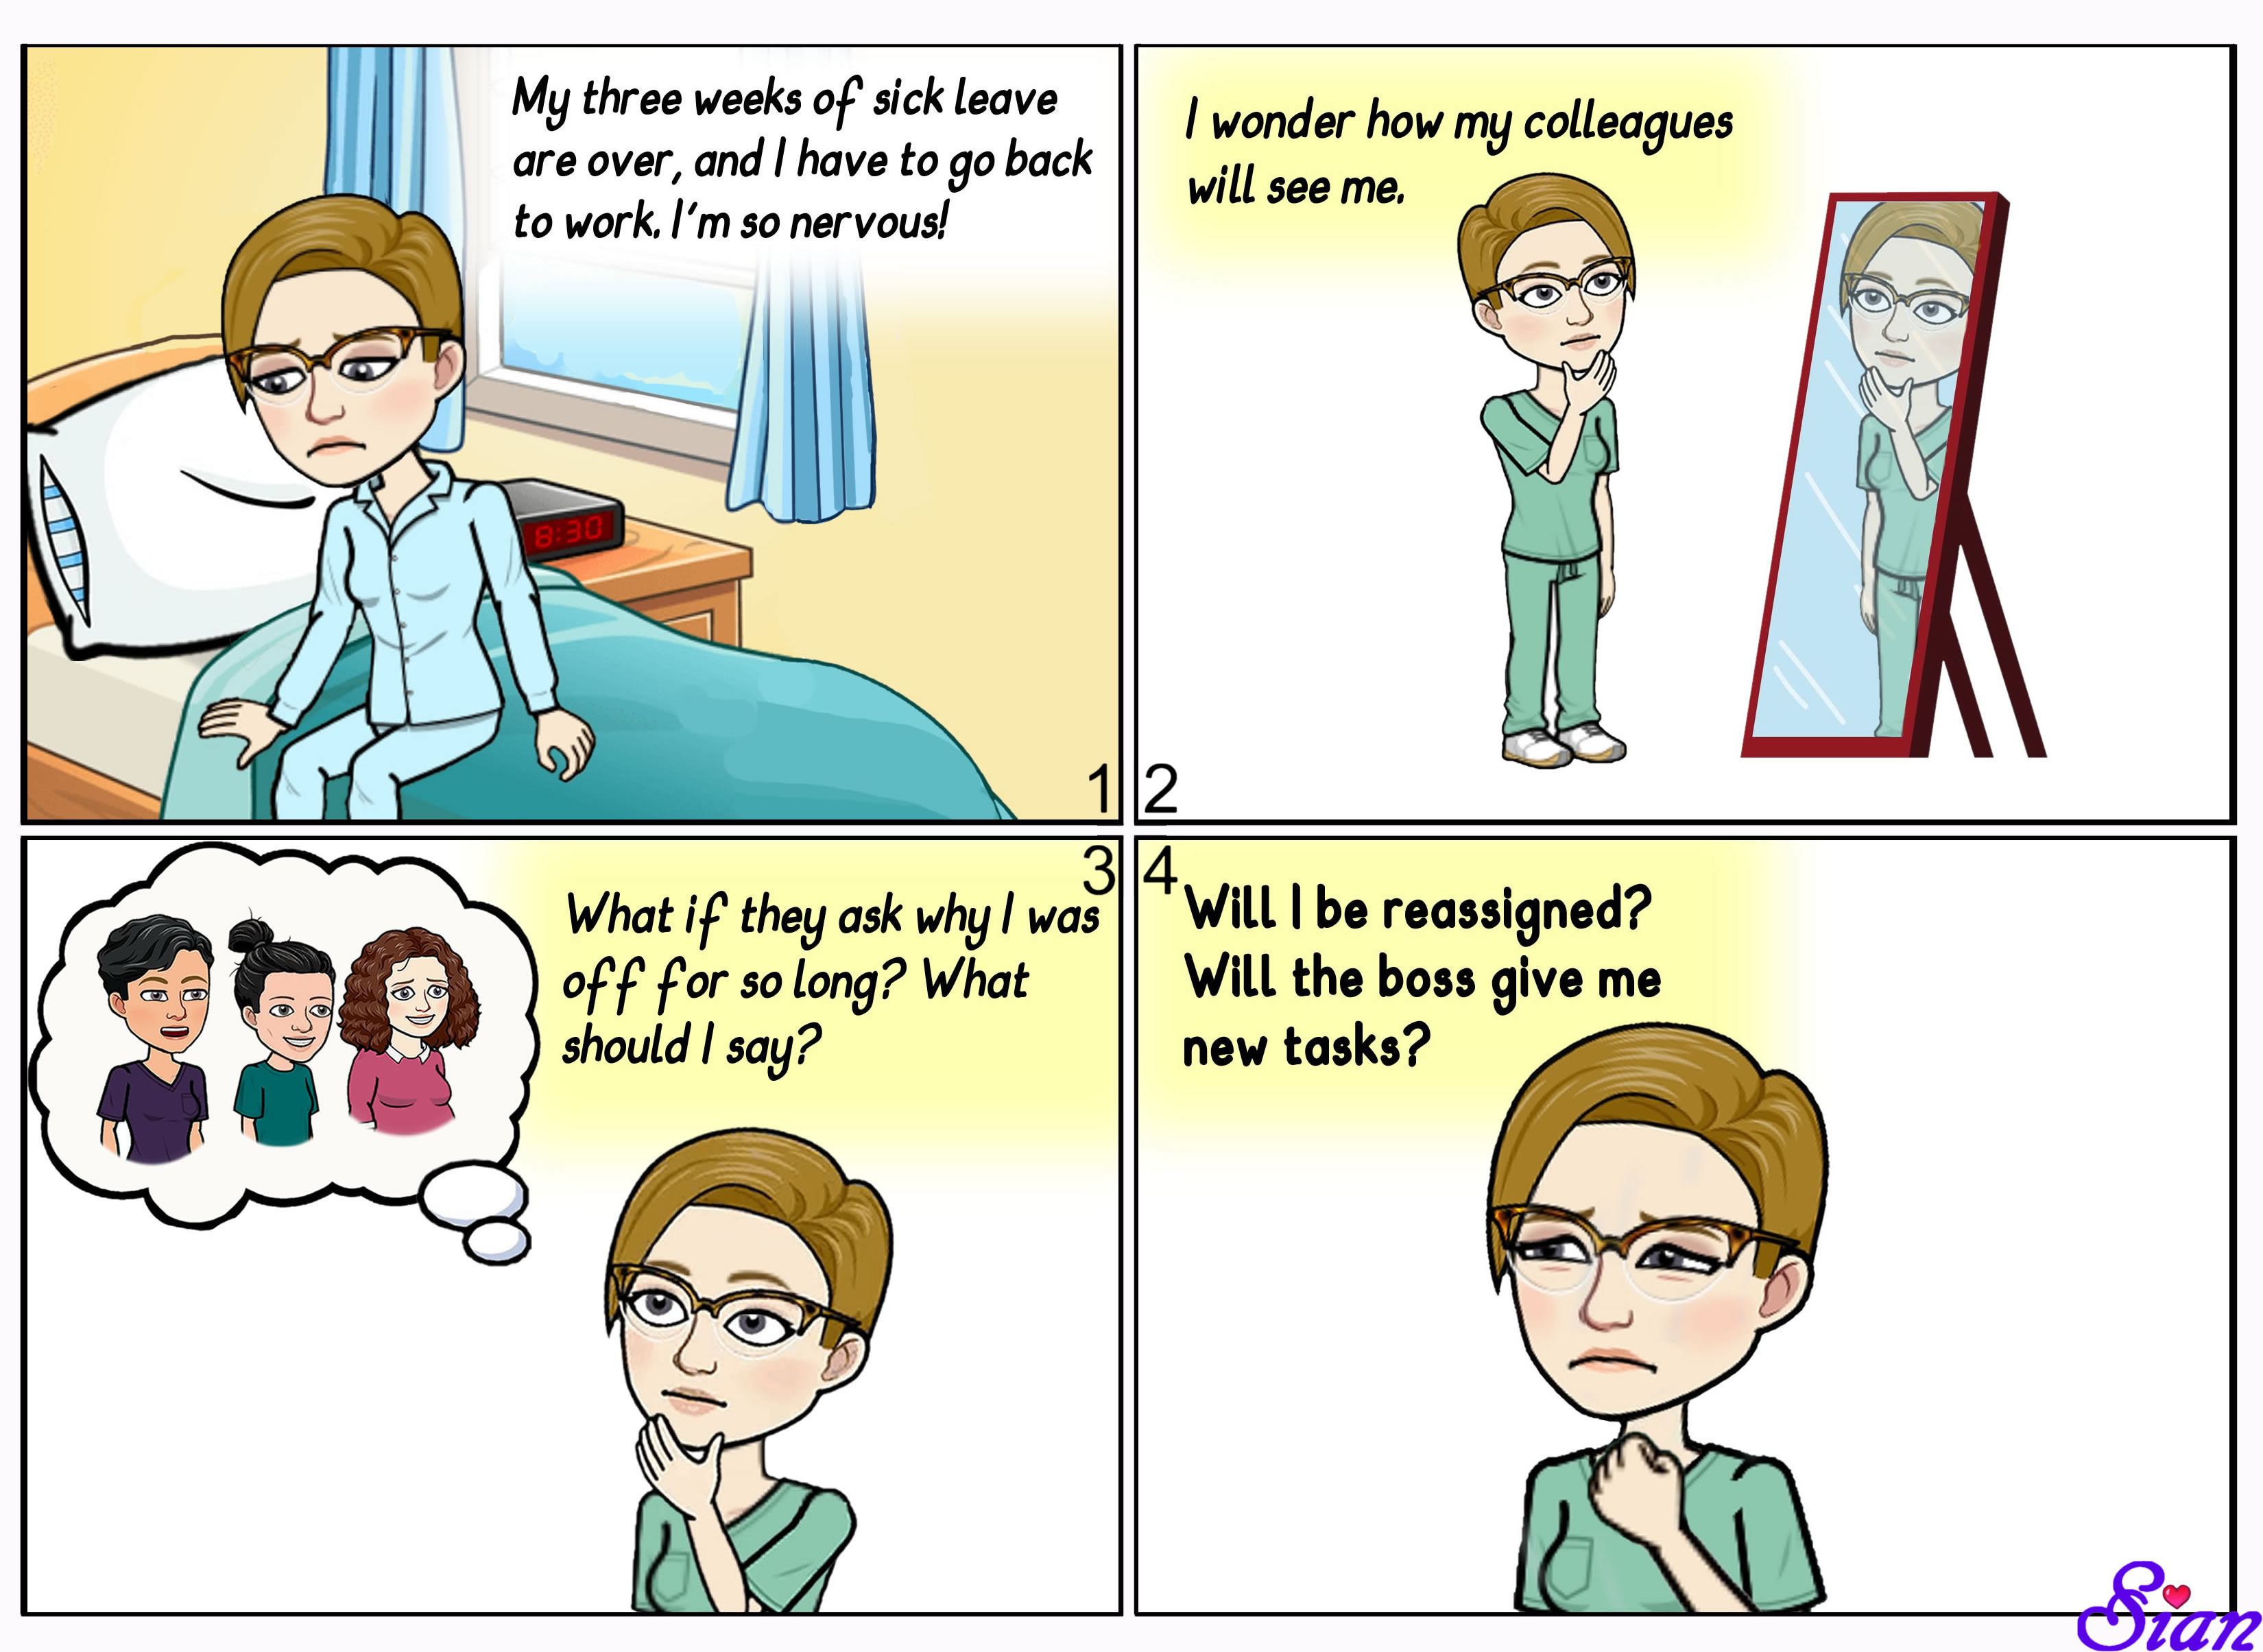 My three weeks of sick leave
are over, and I have to go back
to work. I'm so nervous!
8:30
1
I wonder how my colleagues
will see me.
2
3
What if they ask why I was
off for so long? What
should I say?
4
Will I be reassigned?
Will the boss give me
new tasks?
Sian